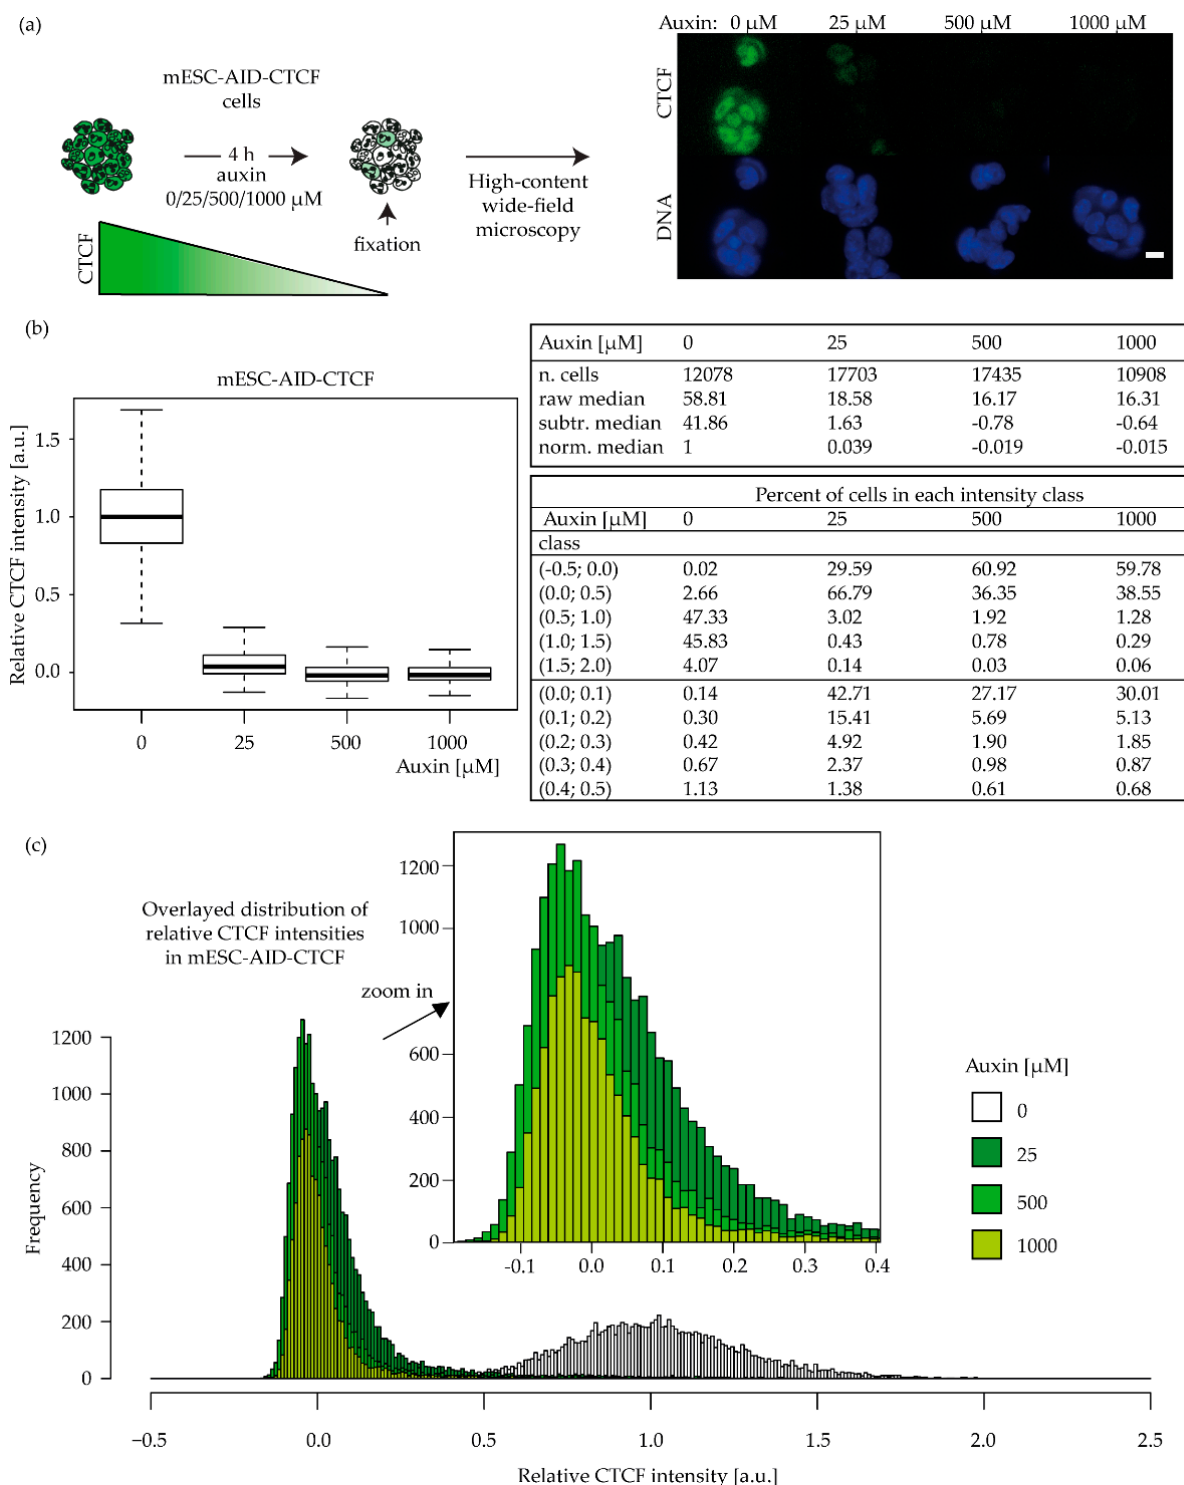 (a)
Auxin: 0 µM 25 µM 500 µM 1000 µM
mESC-AID-CTCF
cells
4 h
auxin
0/25/500/1000 µM
CTCF
fixation
High-content
wide-field
microscopy
CTCF
DNA
(b)
mESC-AID-CTCF
Relative CTCF intensity [a.u.]
1.5
1.0
0.5
0.0
0 25 500 1000
Auxin [µM]
Auxin [µM] 0 25 500 1000
n. cells 12078 17703 17435 10908
raw median 58.81 18.58 16.17 16.31
subtr. median 41.86 1.63 -0.78 -0.64
norm. median 1 0.039 -0.019 -0.015
Percent of cells in each intensity class
Auxin [µM] 0 25 500 1000
class
(-0.5; 0.0) 0.02 29.59 60.92 59.78
(0.0; 0.5) 2.66 66.79 36.35 38.55
(0.5; 1.0) 47.33 3.02 1.92 1.28
(1.0; 1.5) 45.83 0.43 0.78 0.29
(1.5; 2.0) 4.07 0.14 0.03 0.06
(0.0; 0.1) 0.14 42.71 27.17 30.01
(0.1; 0.2) 0.30 15.41 5.69 5.13
(0.2; 0.3) 0.42 4.92 1.90 1.85
(0.3; 0.4) 0.67 2.37 0.98 0.87
(0.4; 0.5) 1.13 1.38 0.61 0.68
(c)
Overlayed distribution of
relative CTCF intensities
in mESC-AID-CTCF
zoom in
1200
1000
600
400
200
0
-0.1 0.0 0.1 0.2 0.3 0.4
Frequency
1200
1000
800
600
400
200
0
−0.5 0.0 0.5 1.0 1.5 2.0 2.5
Relative CTCF intensity [a.u.]
Auxin [µM]
0
25
500
1000